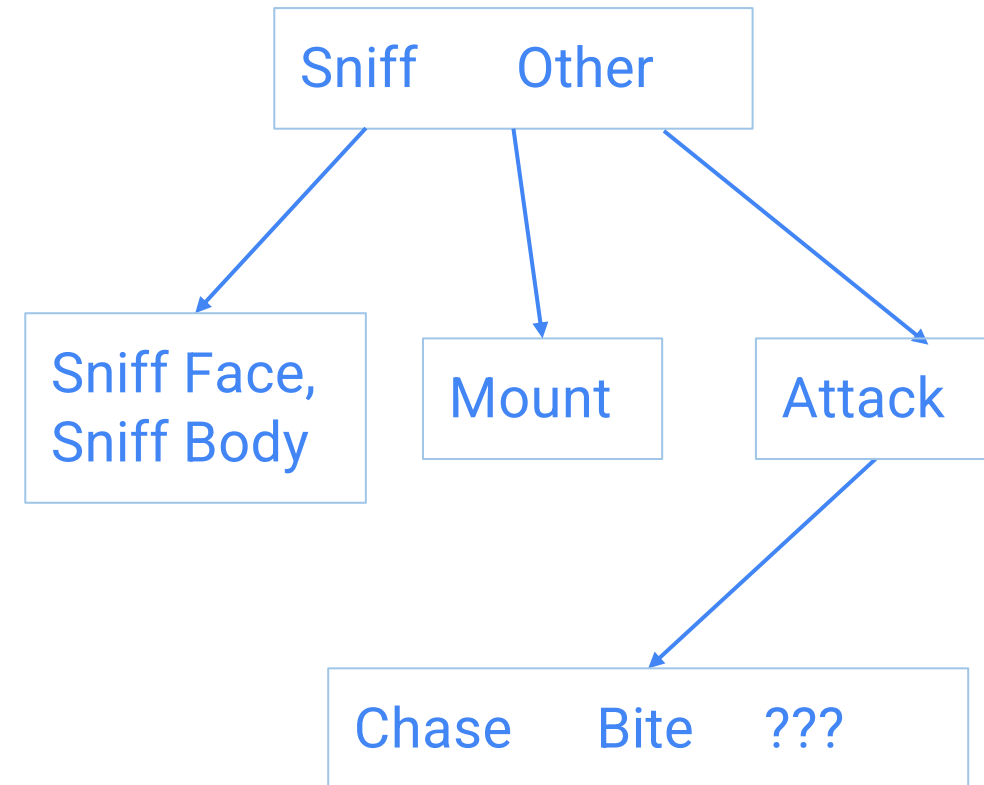 Sniff Other
Sniff Face,
Sniff Body
Mount
Attack
Chase Bite ???